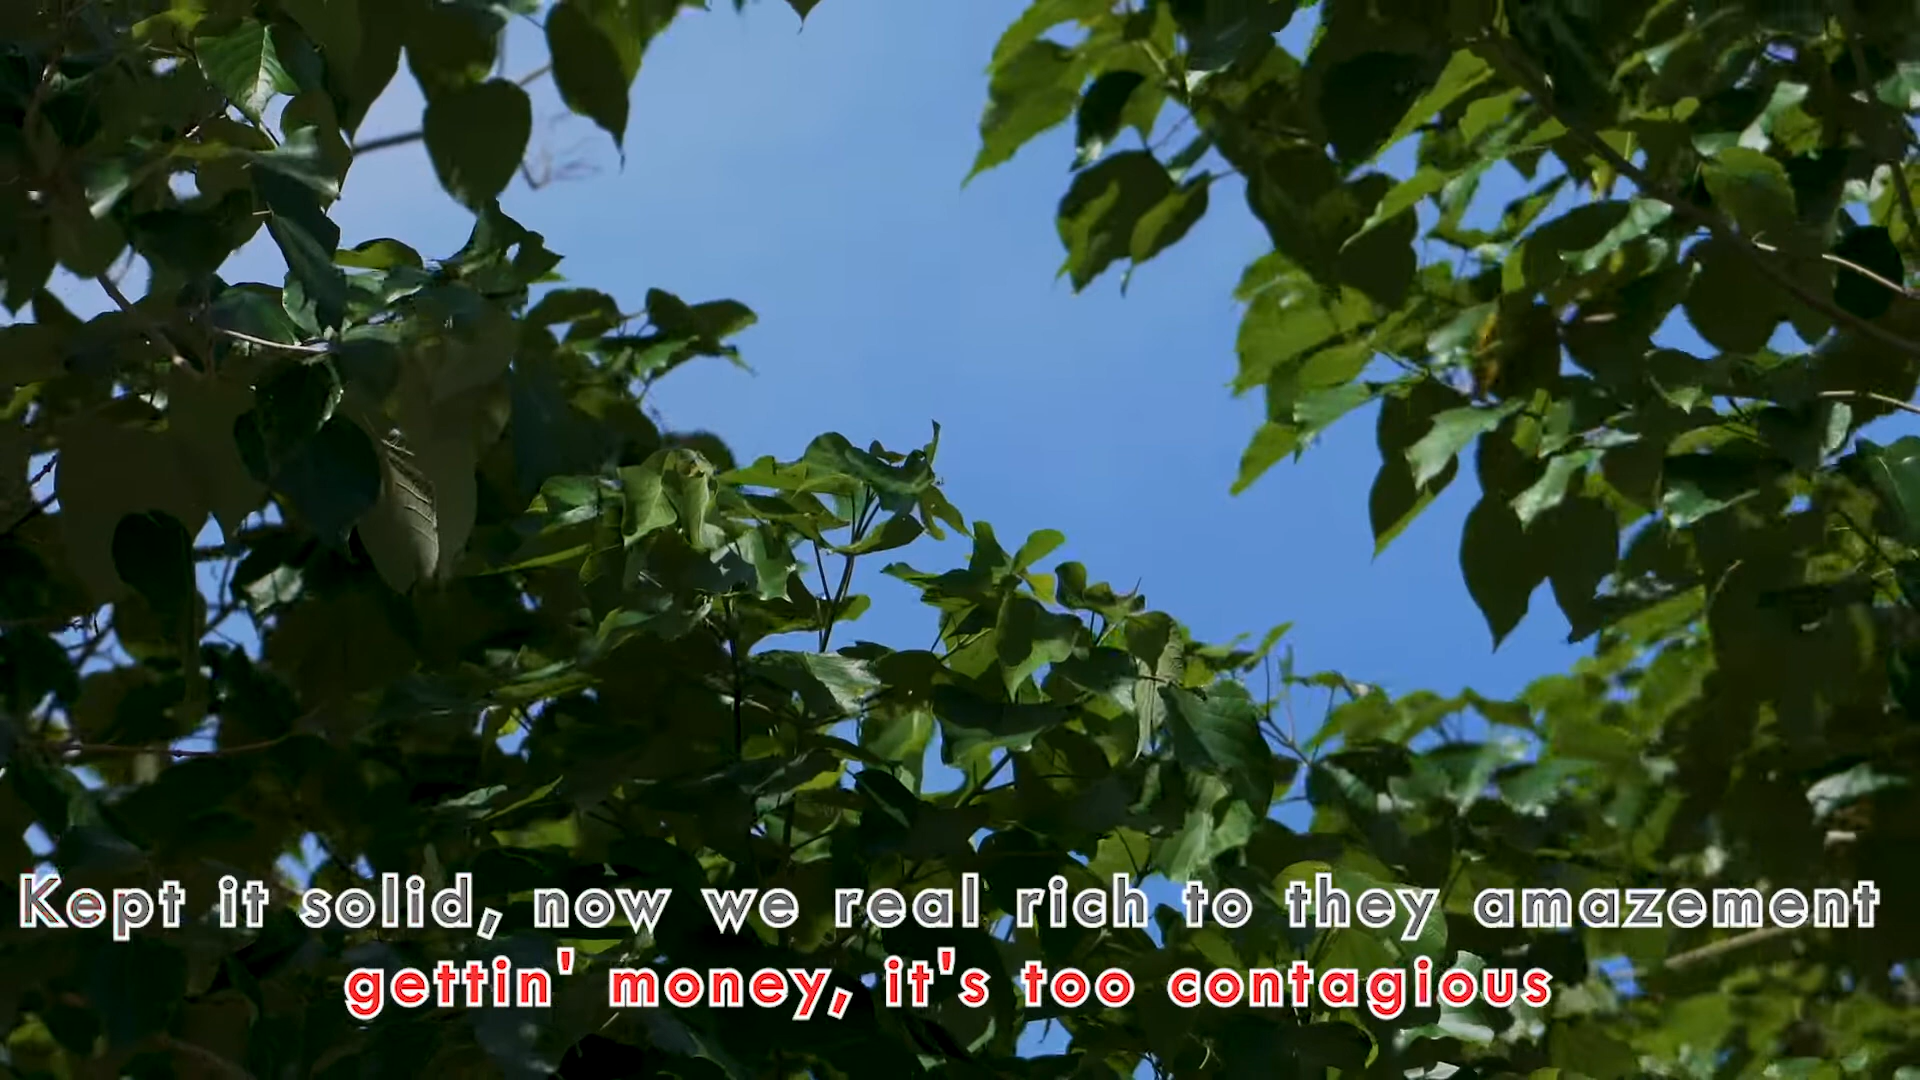 Kept it solid, now we real rich to they amazement
gettin' money, it's too contagious